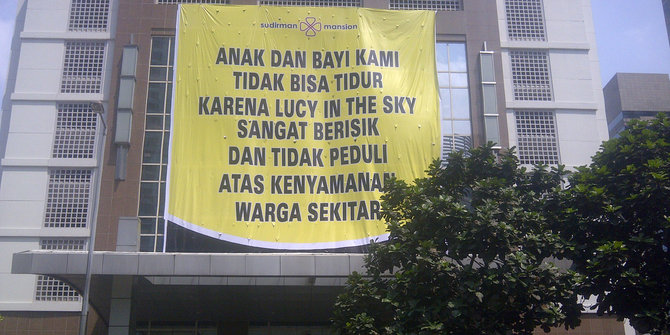 sudirman mansion
ANAK DAN BAYI KAMI
TIDAK BISA TIDUR
KARENA LUCY IN THE SKY
SANGAT BERISIK
DAN TIDAK PEDULI
ATAS KENYAMANAN
WARGA SEKITAR